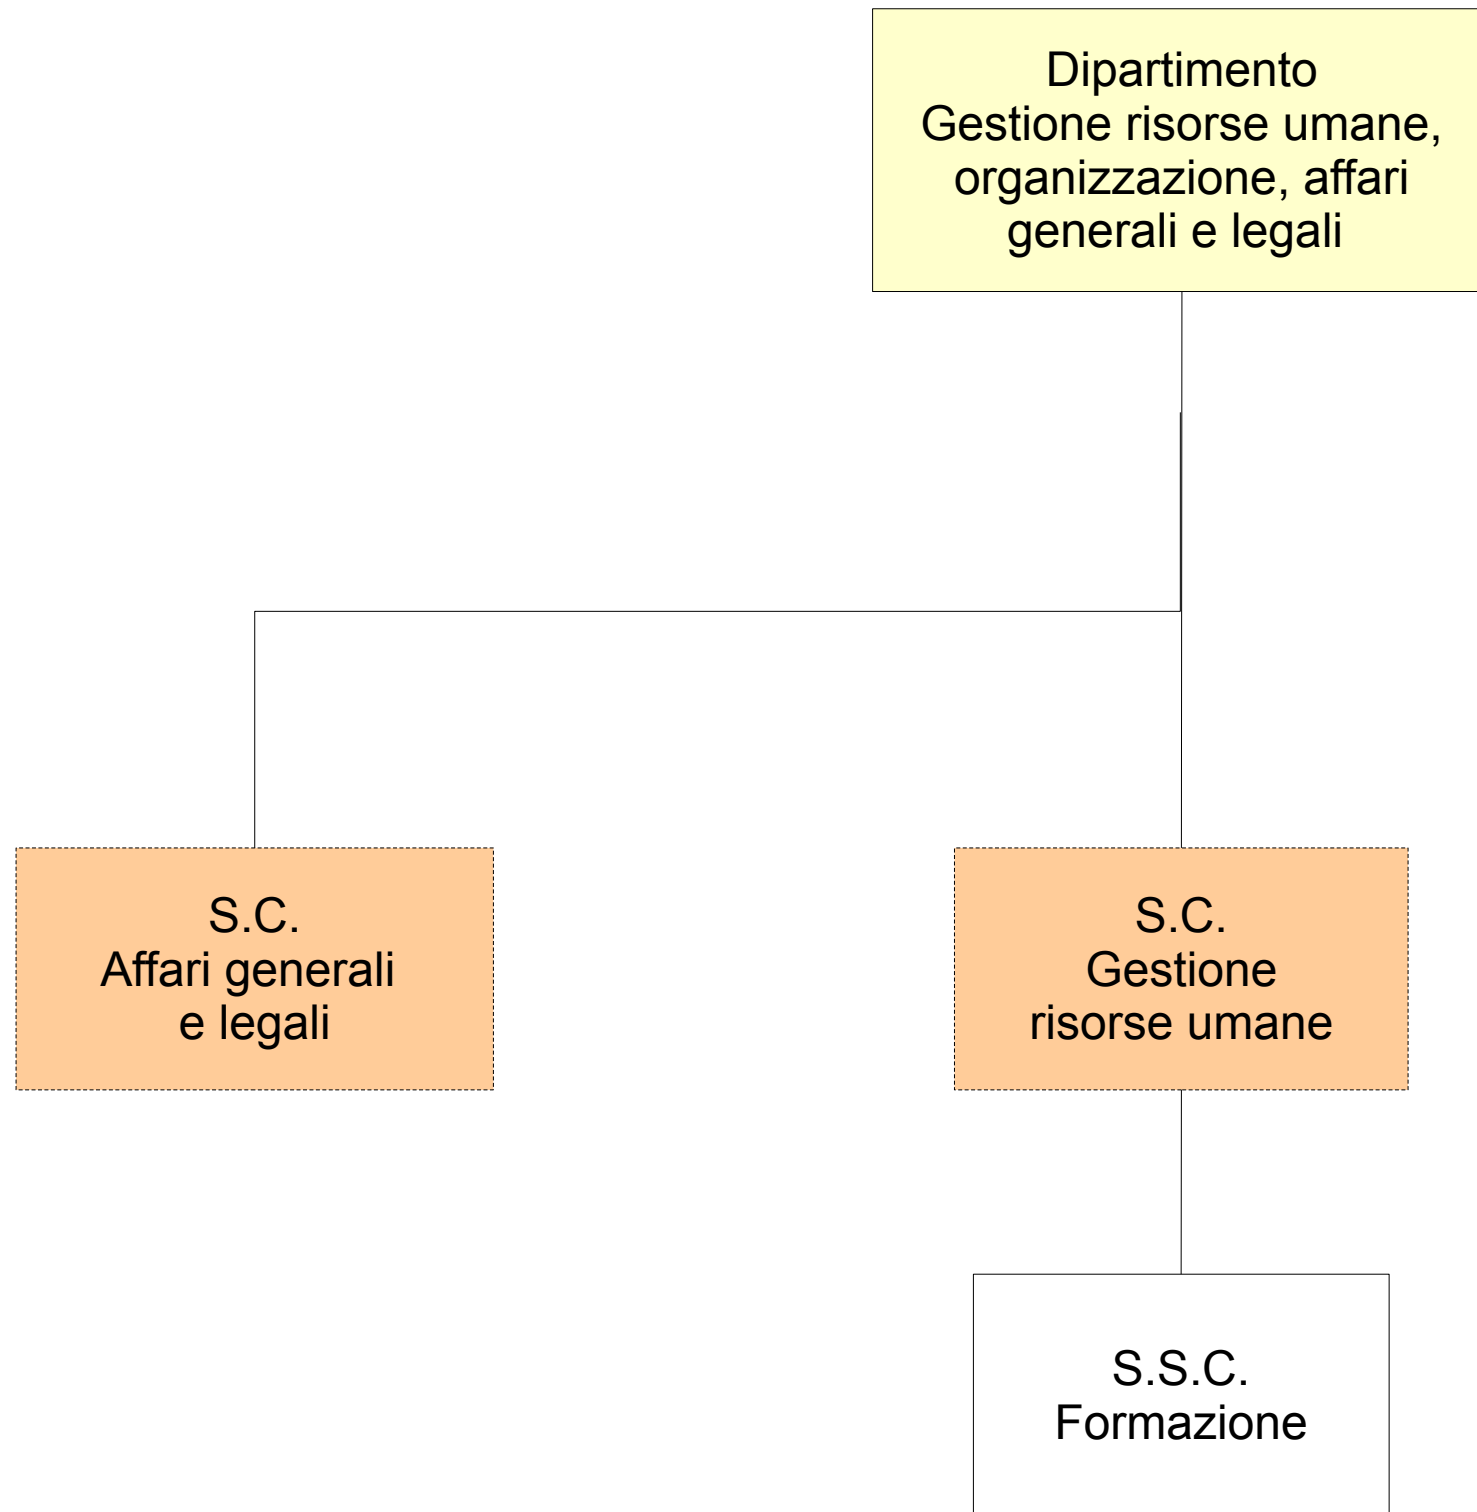 Dipartimento
Gestione risorse umane,
organizzazione, affari
generali e legali
S.C.
Affari generali
e legali
S.C.
Gestione
risorse umane
S.S.C.
Formazione